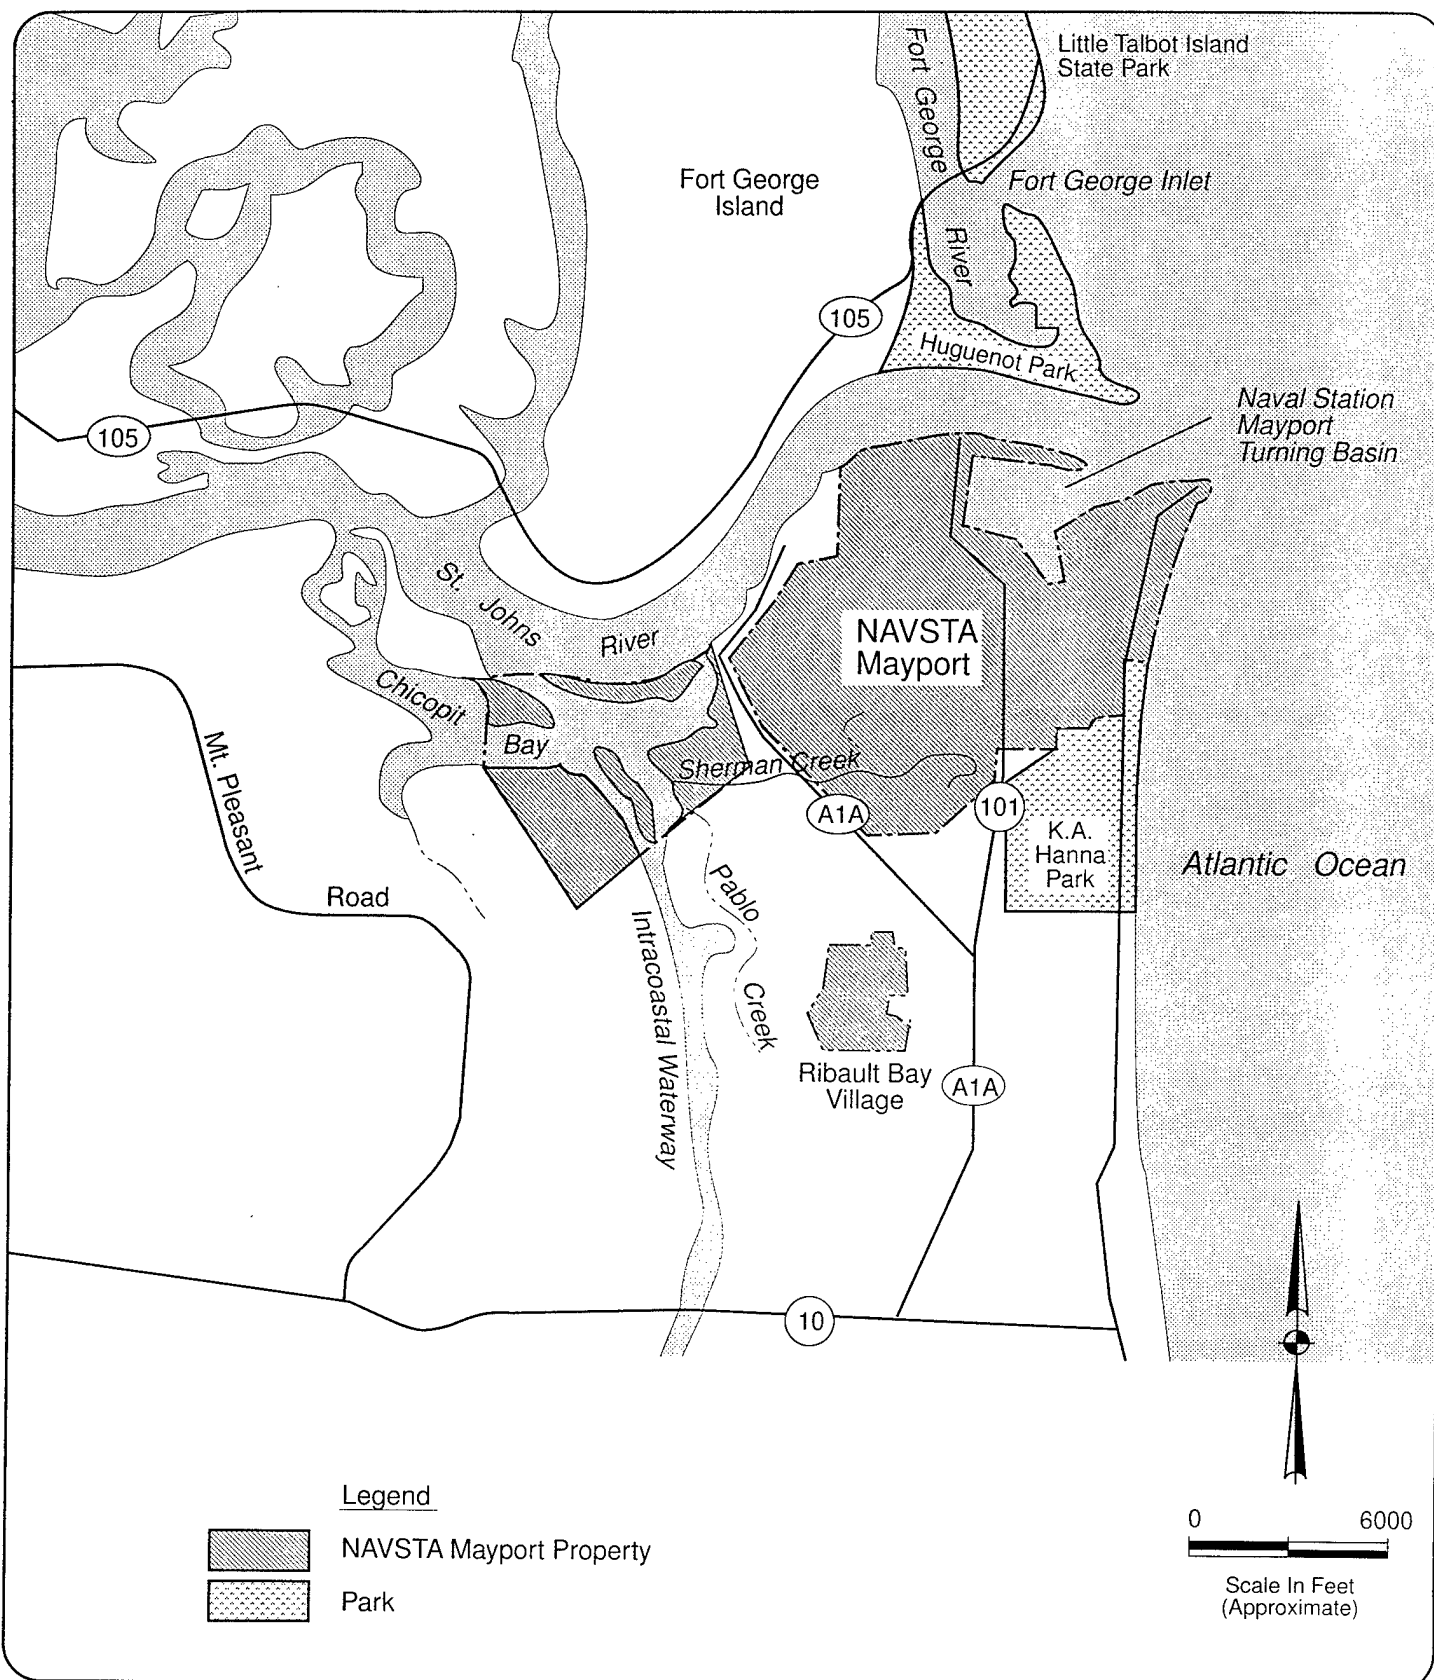 Little Talbot Island
State Park
Fort George
River
Fort George Inlet
Fort George
Island
105
Huguenot Park
Naval Station
Mayport
Turning Basin
105
St. Johns
River
NAVSTA
Mayport
Chicopit
Bay
Sherman Creek
Mt. Pleasant
Road
A1A
101
K.A.
Hanna
Park
Atlantic Ocean
Pablo
Creek
Intracoastal Waterway
Ribault Bay
Village
A1A
10
Legend
NAVSTA Mayport Property
Park
0 6000
Scale In Feet
(Approximate)